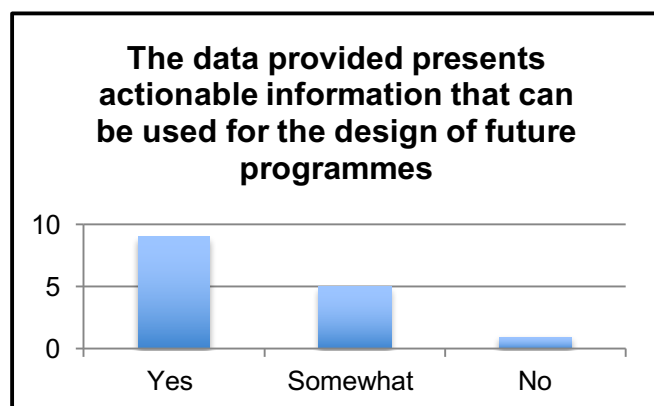 The data provided presents
actionable information that can
be used for the design of future
programmes
10
5
0
Yes Somewhat No